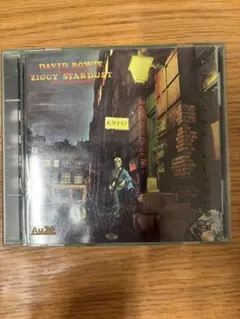 DAVID BOWIE
ZIGGY STARDUST
K.WEST
Au20